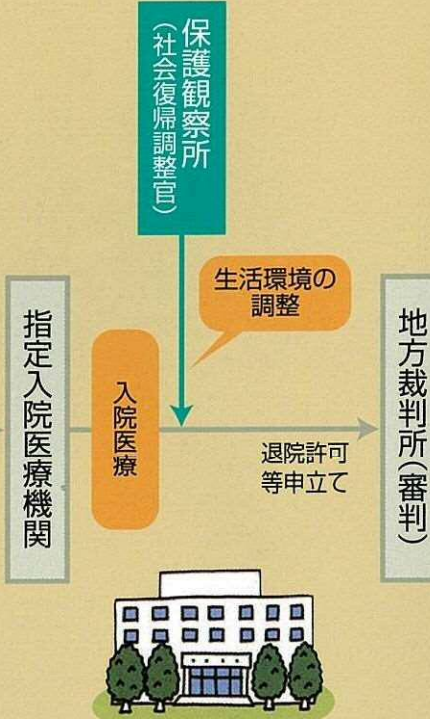 保護観察所
（社会復帰調整官）
生活環境の
調整
指定入院医療機関
入院医療
退院許可
等申立て
地方裁判所（審判）